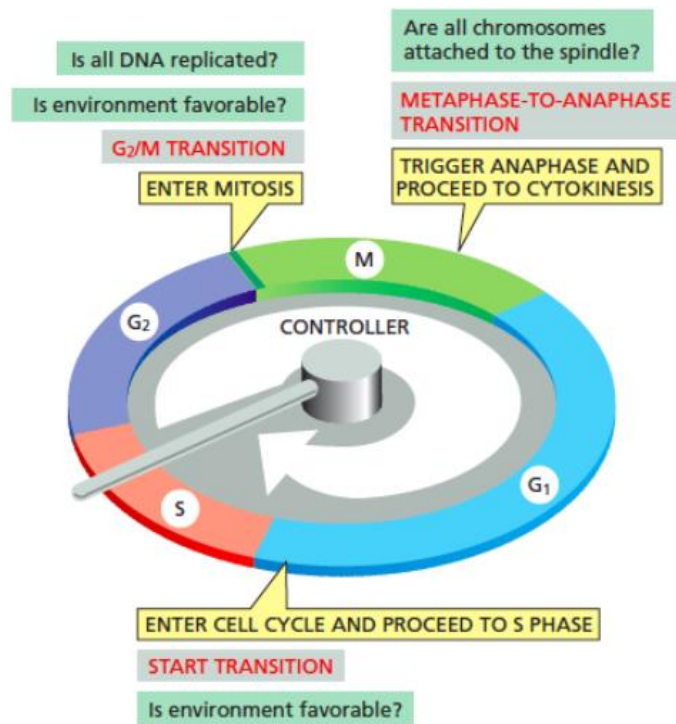 Is all DNA replicated?
Is environment favorable?
G₂/M TRANSITION
ENTER MITOSIS
Are all chromosomes
attached to the spindle?
METAPHASE-TO-ANAPHASE
TRANSITION
TRIGGER ANAPHASE AND
PROCEED TO CYTOKINESIS
M
G₂
CONTROLLER
G₁
S
ENTER CELL CYCLE AND PROCEED TO S PHASE
START TRANSITION
Is environment favorable?